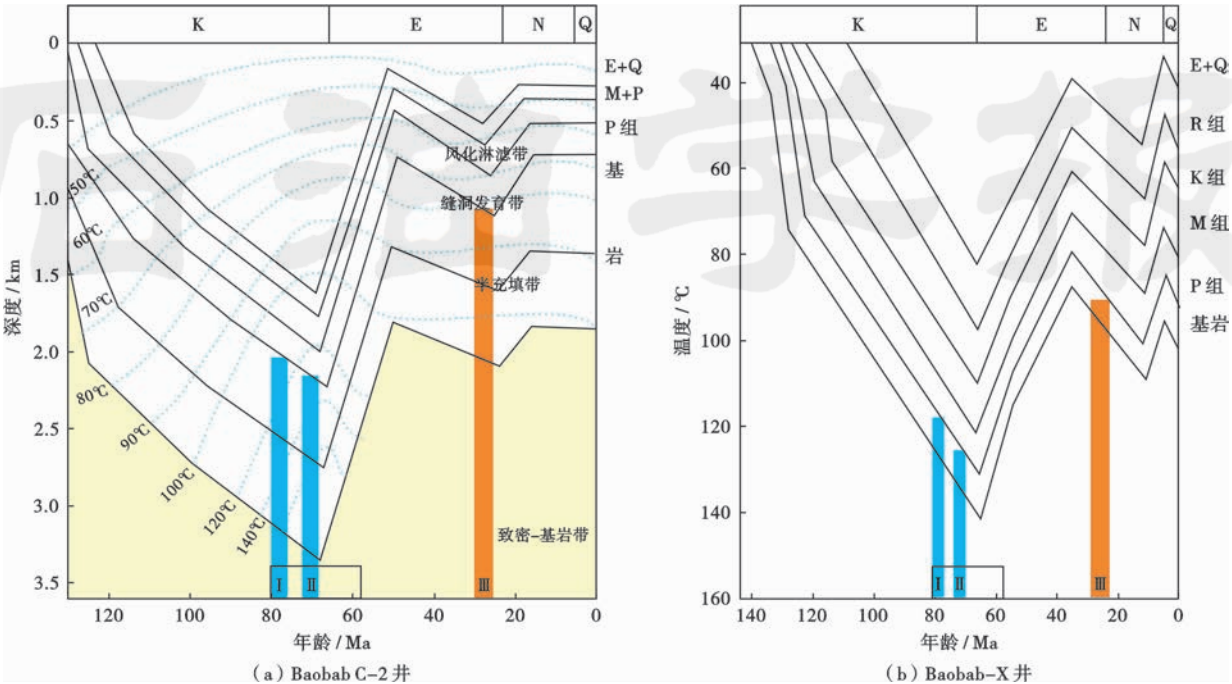 K E N Q
0
0.5
1.0
1.5
2.0
2.5
3.0
3.5
深度 / km
50℃
60℃
70℃
80℃
90℃
100℃
120℃
140℃
风化淋滤带
缝洞发育带
半充填带
致密-基岩带
E+Q
M+P
P 组
基
岩
Ⅰ Ⅱ Ⅲ
120 100 80 60 40 20 0
年龄 / Ma
(a) Baobab C-2 井
K E N Q
40
60
80
100
120
140
160
温度 / ℃
E+Q
R 组
K 组
M 组
P 组
基岩
Ⅰ Ⅱ Ⅲ
140 120 100 80 60 40 20 0
年龄 / Ma
(b) Baobab-X 井
石油学报